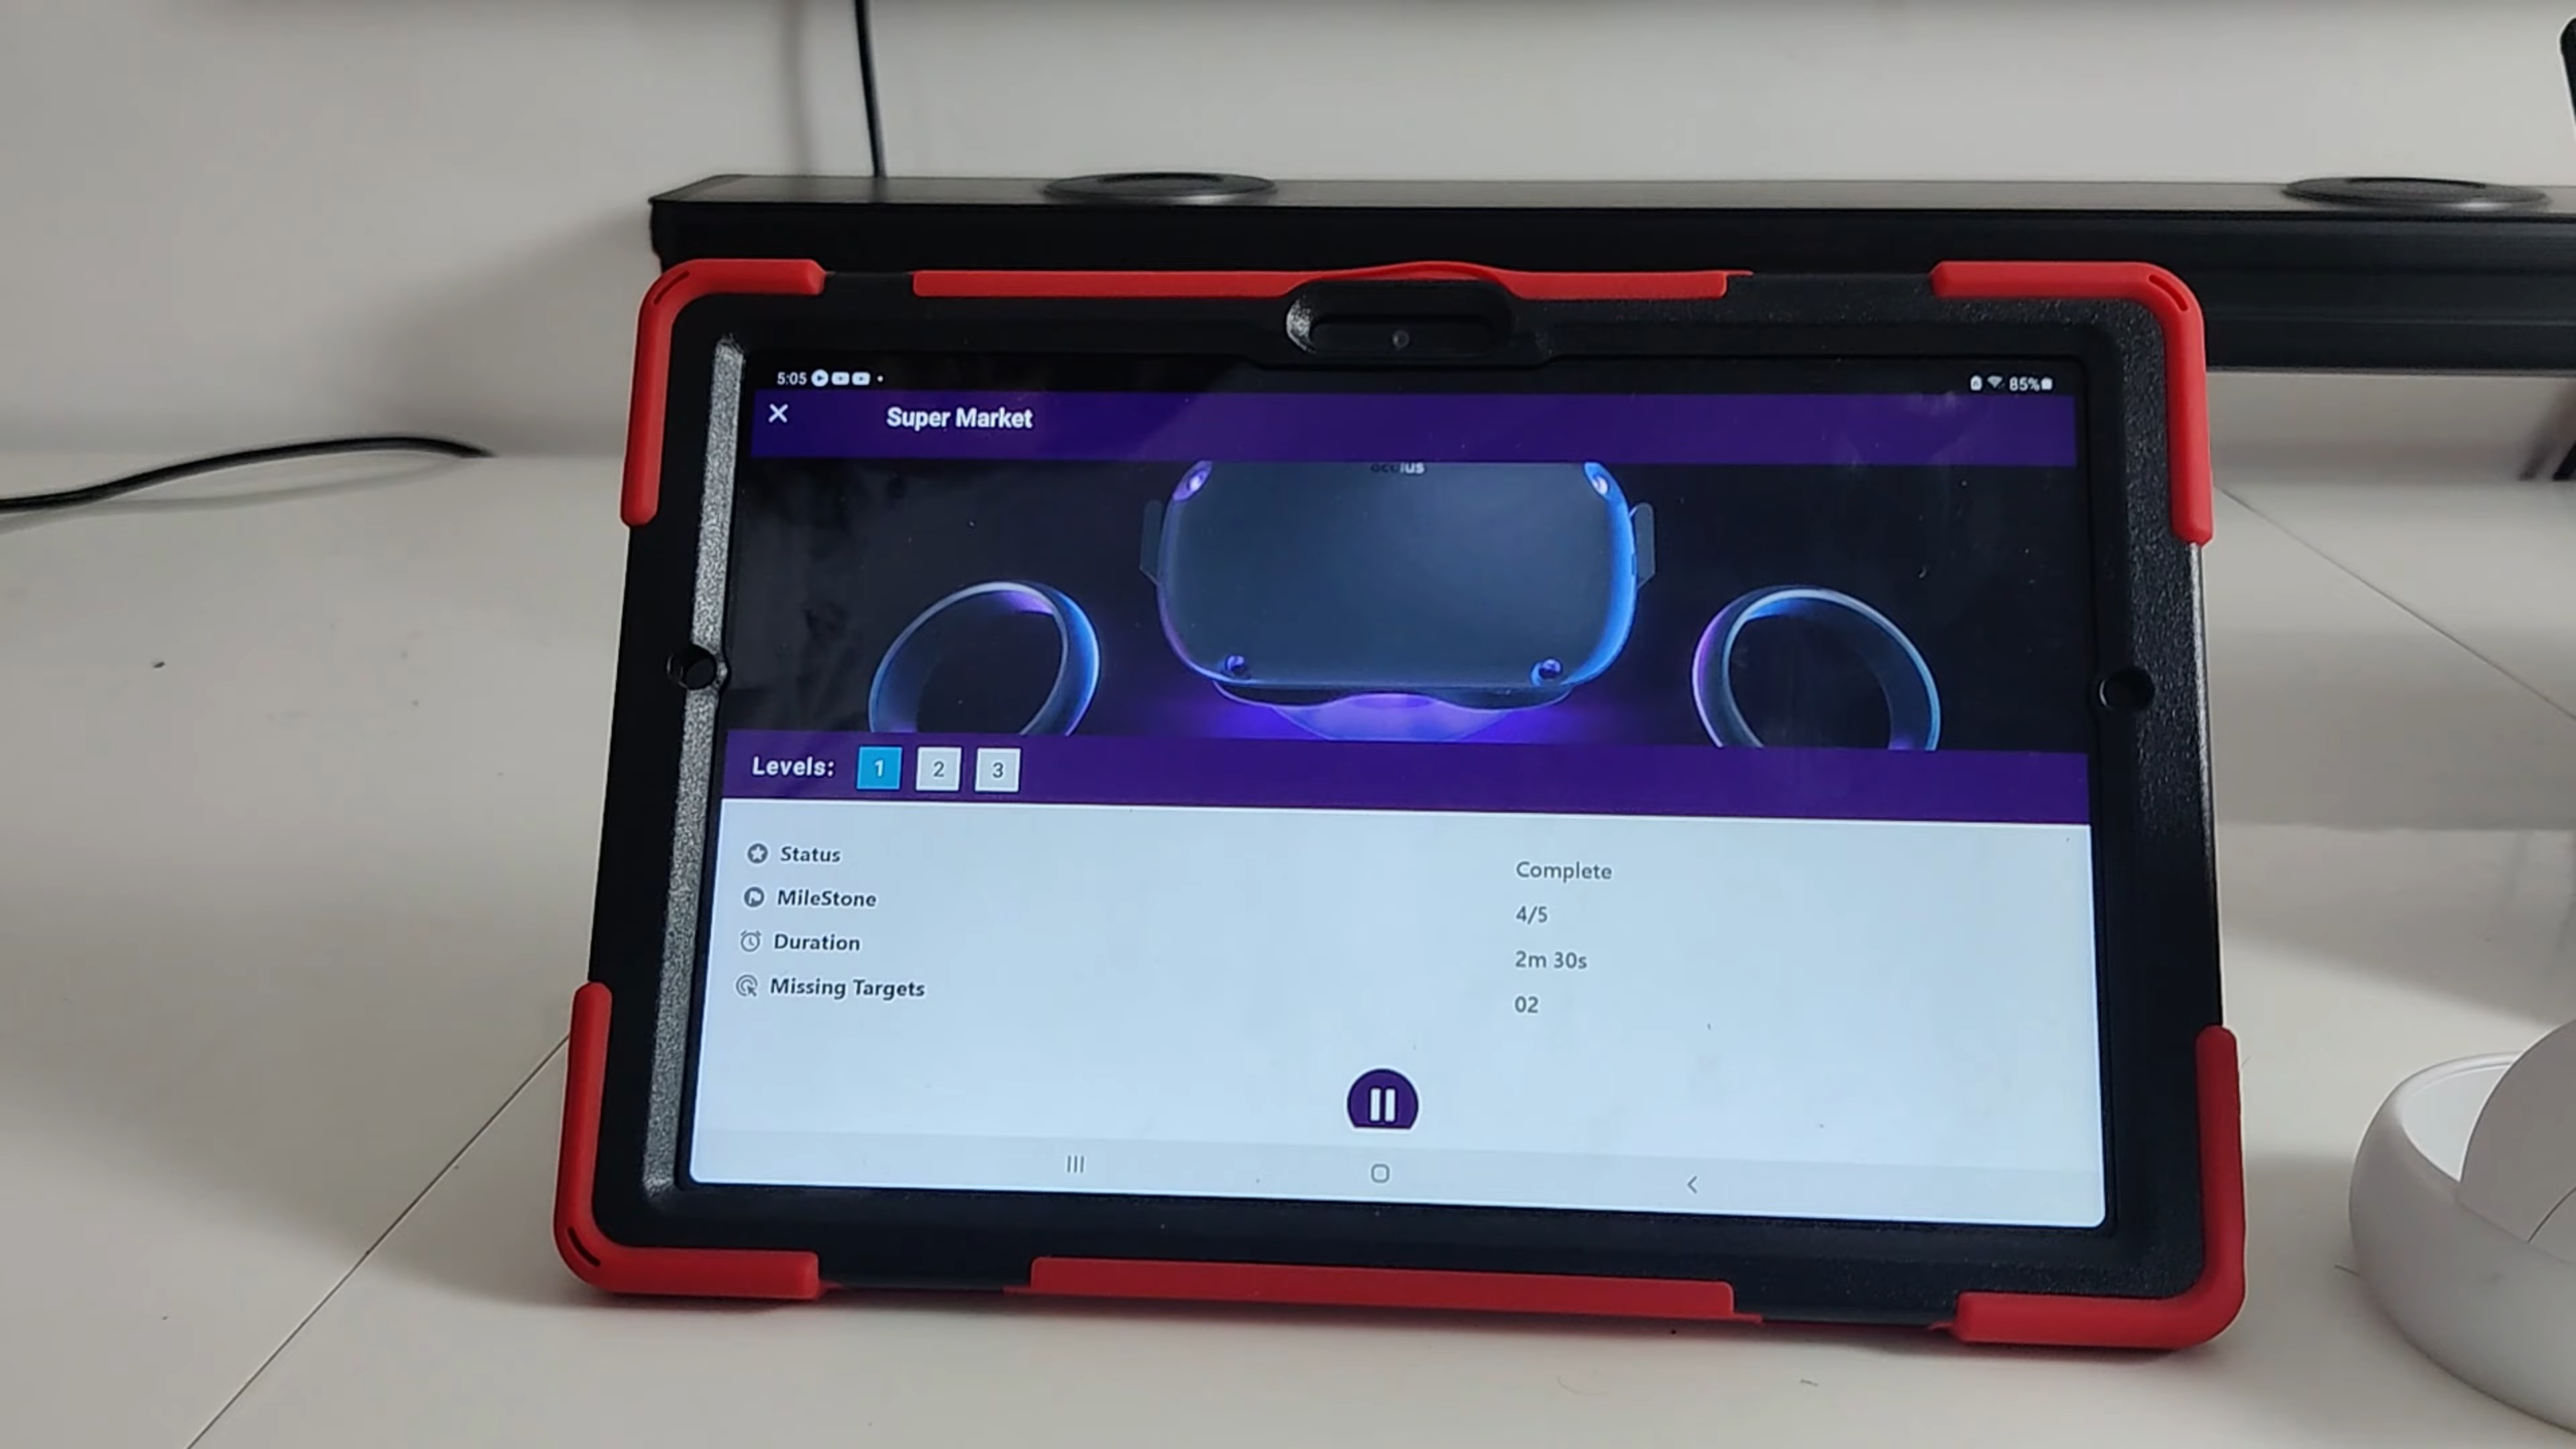 5:05
85%
Super Market
oculus
Levels: 1 2 3
Status Complete
MileStone 4/5
Duration 2m 30s
Missing Targets 02